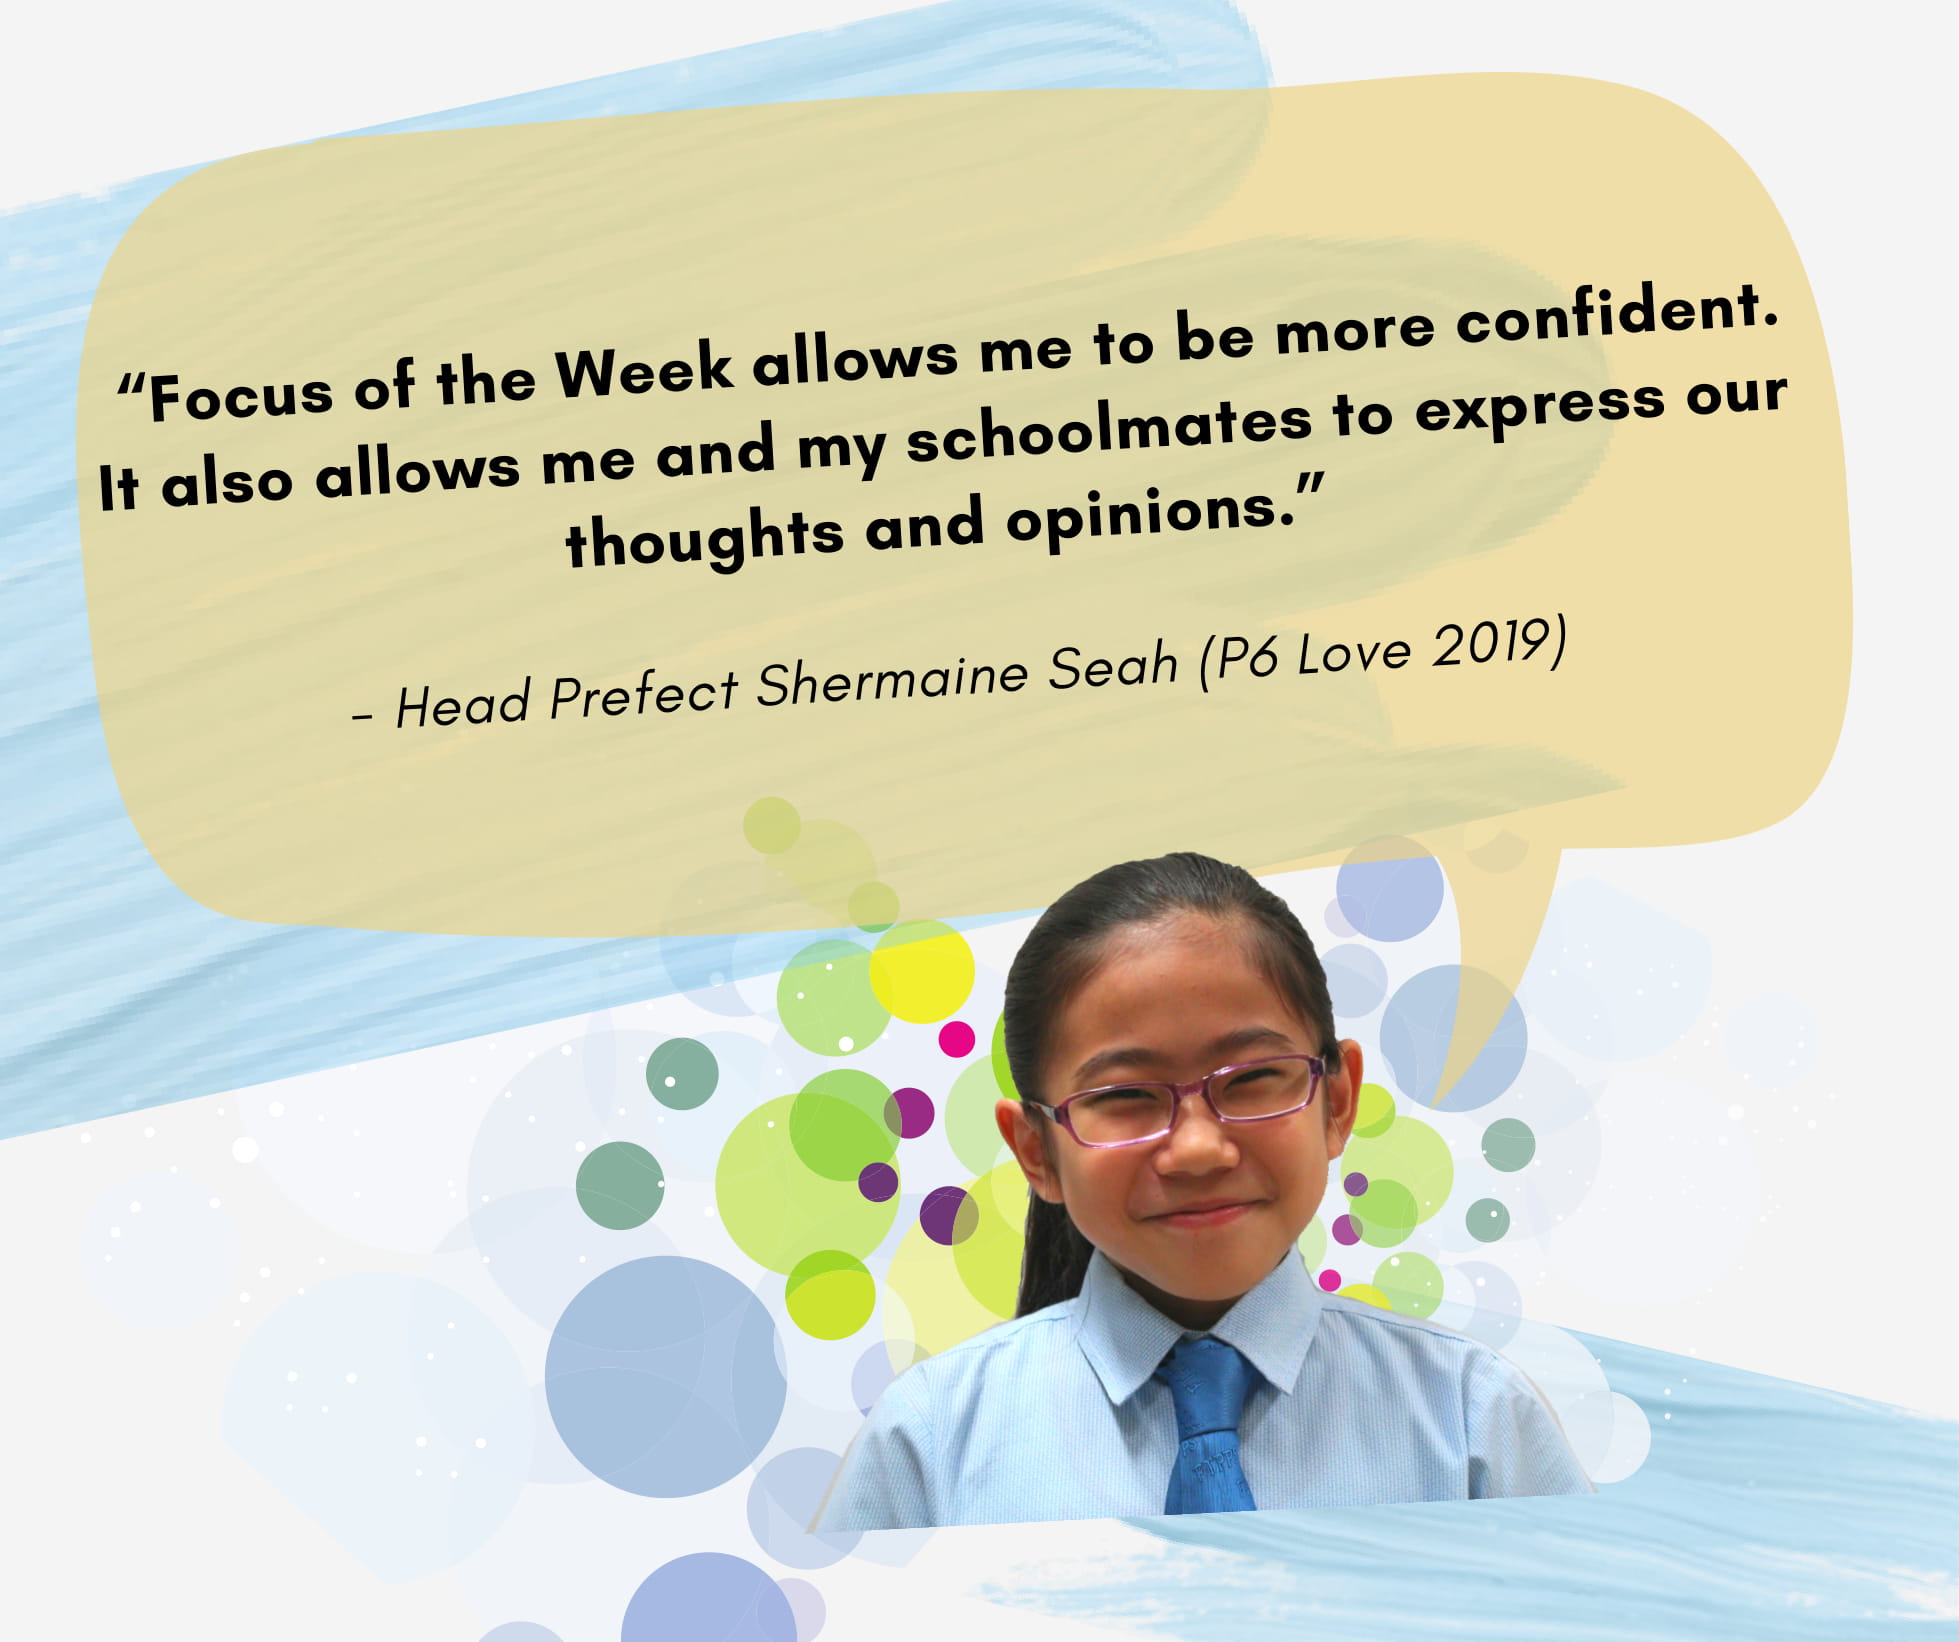 “Focus of the Week allows me to be more confident.
It also allows me and my schoolmates to express our
thoughts and opinions.”
- Head Prefect Shermaine Seah (P6 Love 2019)